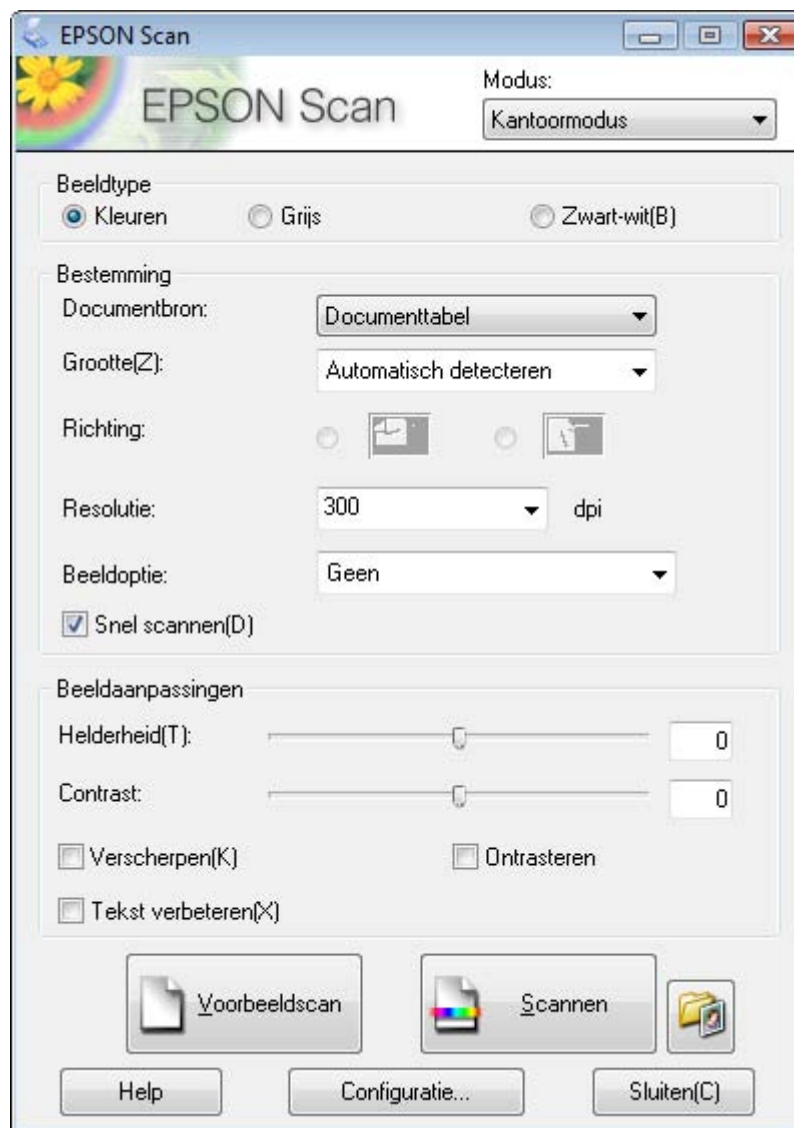 EPSON Scan
EPSON Scan
Modus:
Kantoormodus
Beeldtype
Kleuren Grijs Zwart-wit(B)
Bestemming
Documentbron: Documenttabel
Grootte(Z): Automatisch detecteren
Richting:
Resolutie: 300 dpi
Beeldoptie: Geen
Snel scannen(D)
Beeldaanpassingen
Helderheid(T): 0
Contrast: 0
Verscherpen(K) Ontrasteren
Tekst verbeteren(X)
Voorbeeldscan Scannen
Help Configuratie... Sluiten(C)